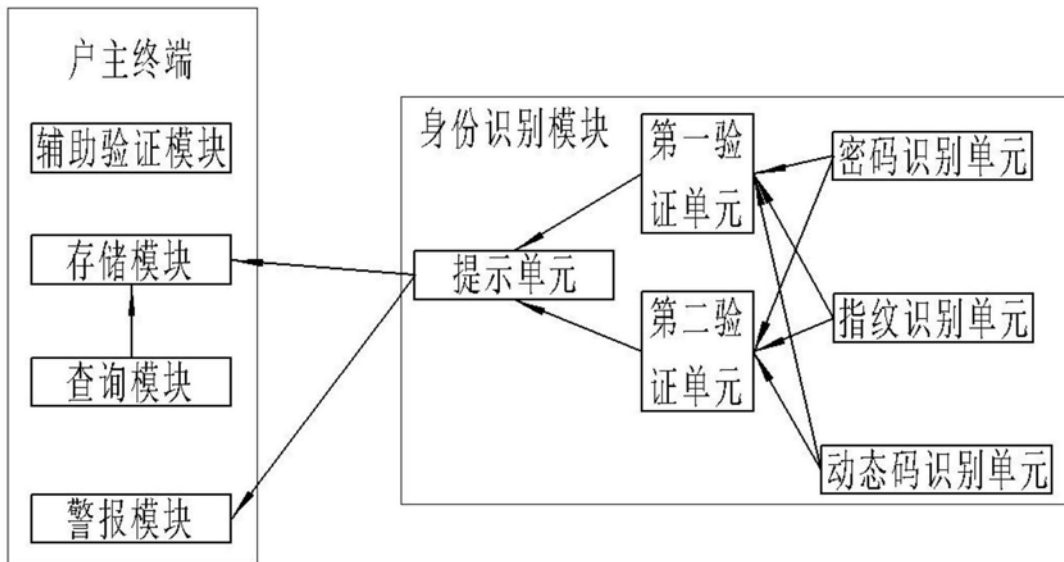 户主终端
辅助验证模块
存储模块
查询模块
警报模块
身份识别模块
提示单元
第一验
证单元
第二验
证单元
密码识别单元
指纹识别单元
动态码识别单元